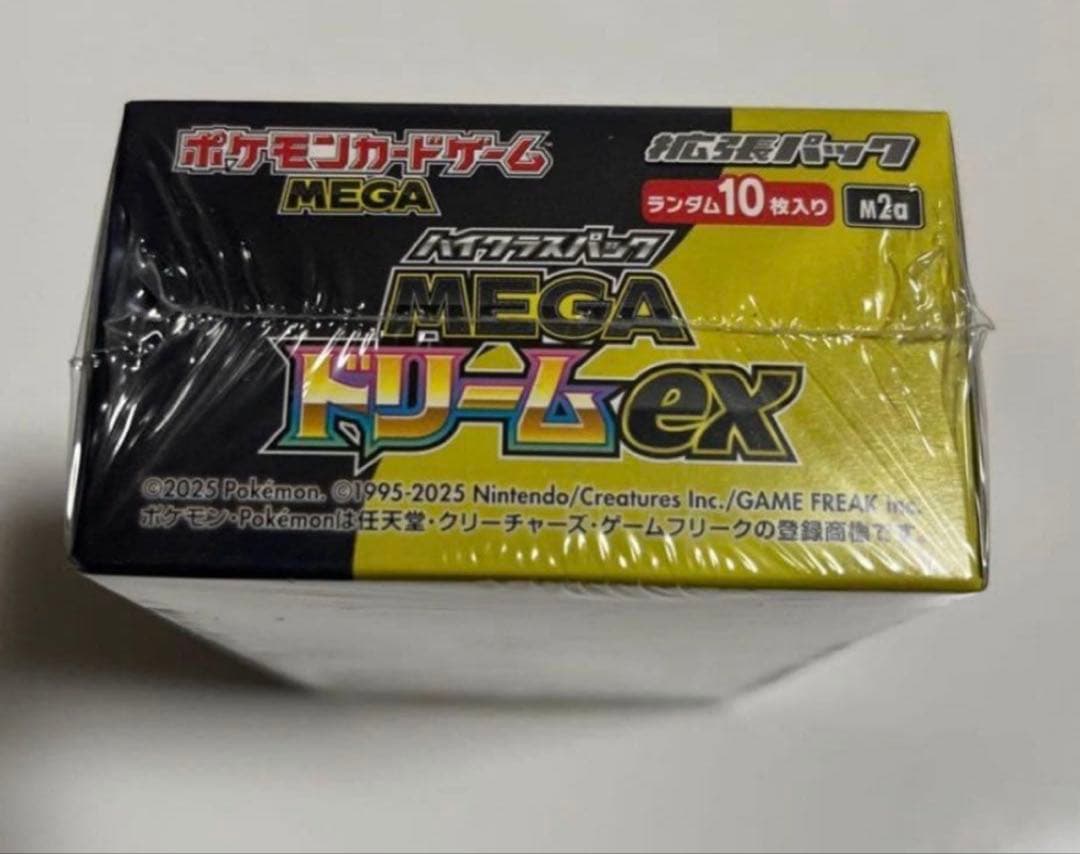 ポケモンカードゲーム
MEGA
拡張パック
ランダム10枚入り
M2a
ハイクラスパック
MEGA
ドリームex
©2025 Pokémon. ©1995-2025 Nintendo/Creatures Inc./GAME FREAK inc.
ポケモン・Pokémonは任天堂・クリーチャーズ・ゲームフリークの登録商標です。